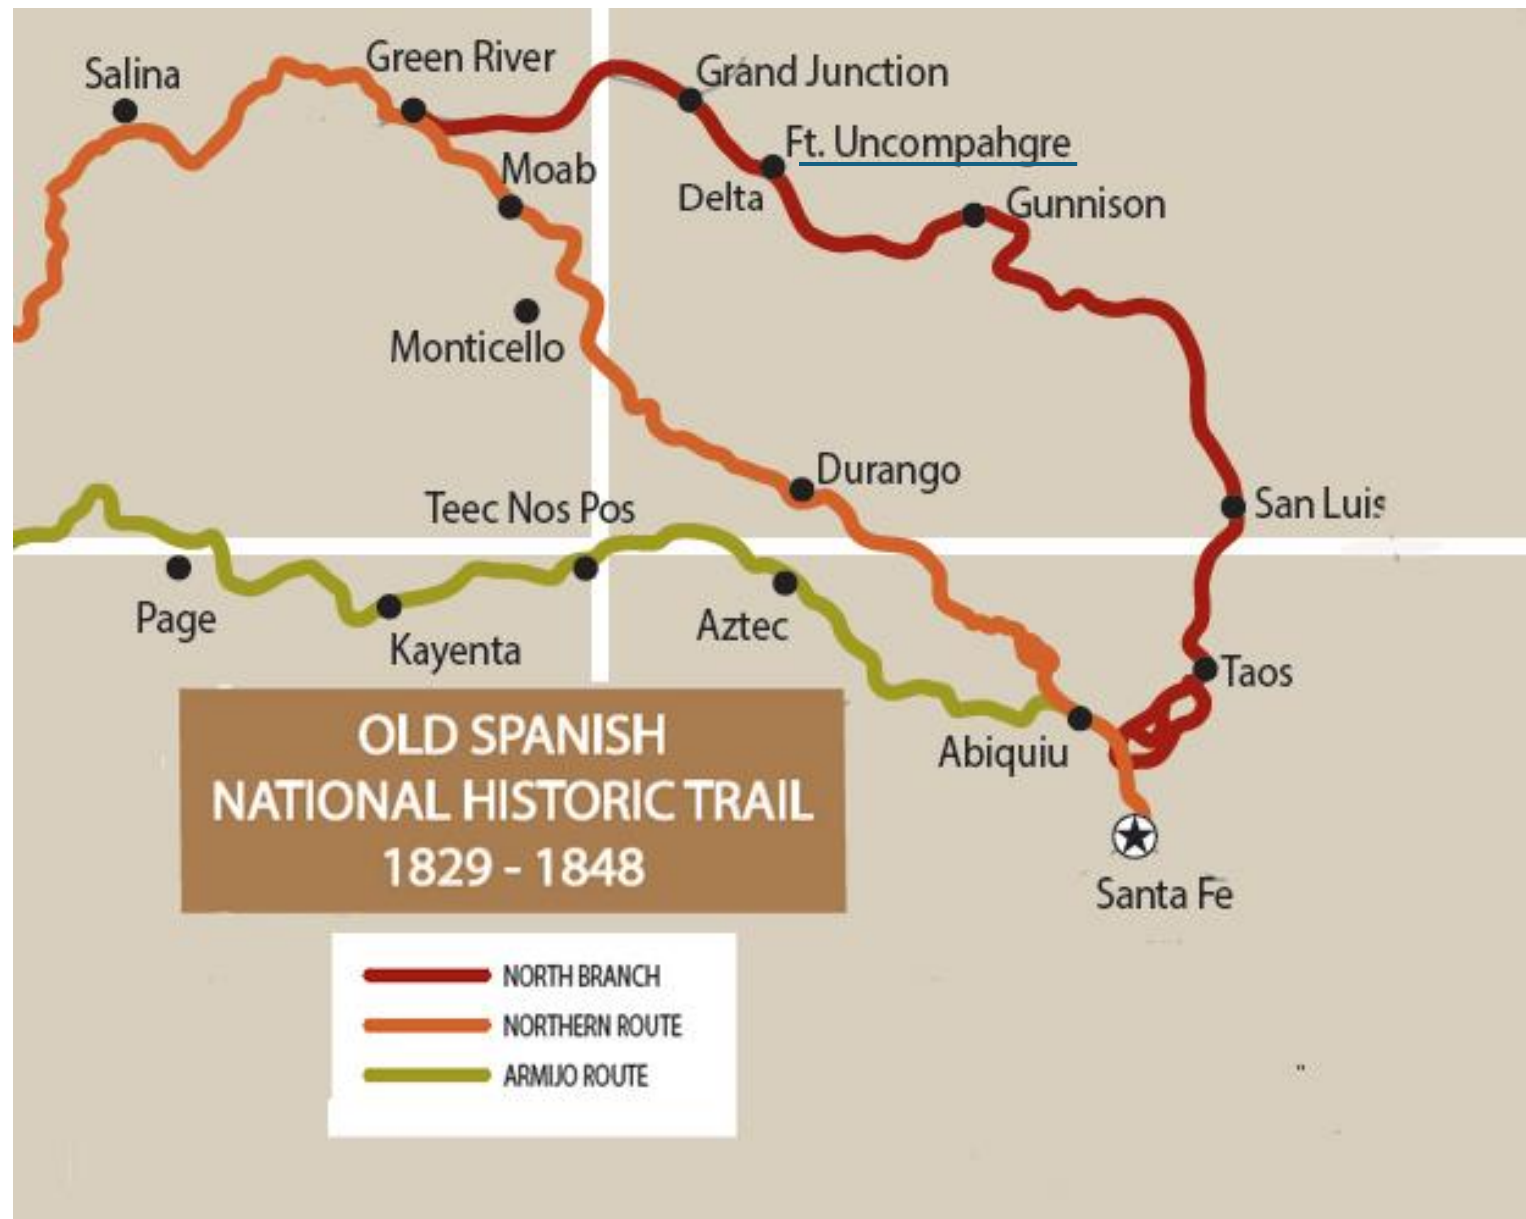 Green River
Salina
Grand Junction
Ft. Uncompahgre
Moab
Delta
Gunnison
Monticello
Durango
Teec Nos Pos
San Luis
Page
Aztec
Kayenta
Taos
Abiquiu
OLD SPANISH
NATIONAL HISTORIC TRAIL
1829 - 1848
Santa Fe
NORTH BRANCH
NORTHERN ROUTE
ARMIJO ROUTE
"